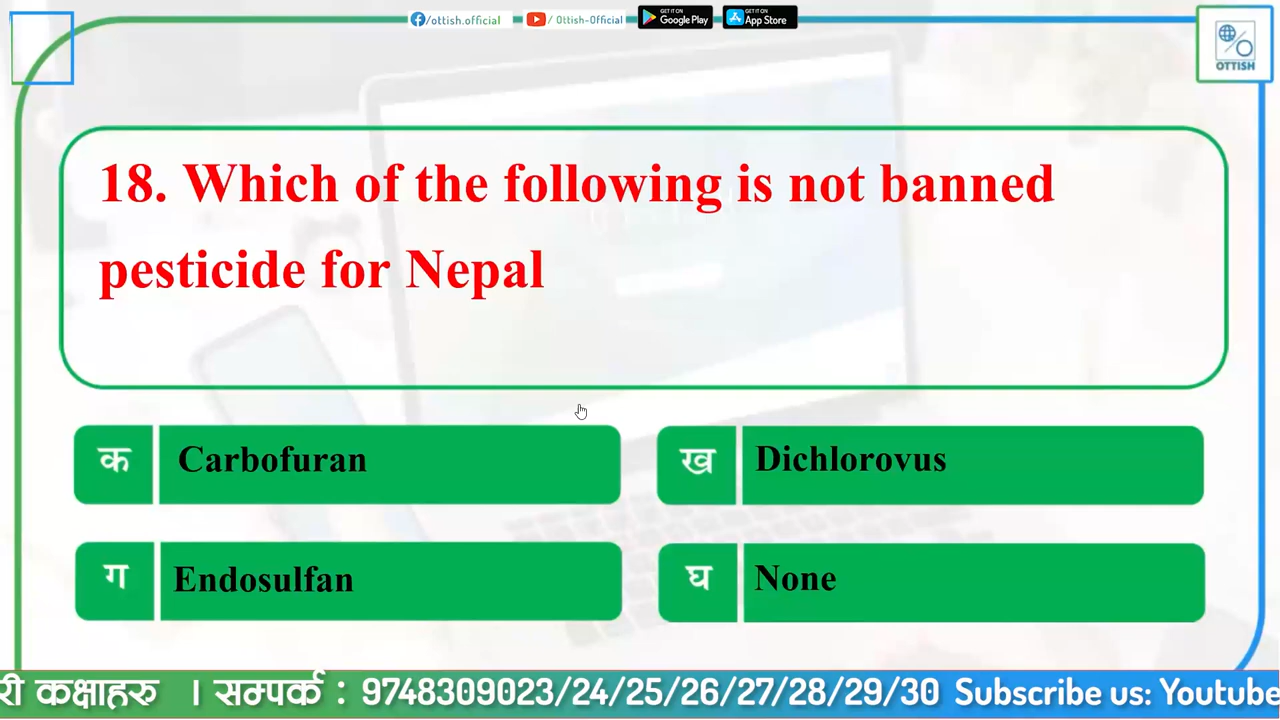 /ottish.official
/ Ottish-Official
GET IT ON
Google Play
GET IT ON
App Store
OTTISH
18. Which of the following is not banned
pesticide for Nepal
क Carbofuran
ख Dichlorovus
ग Endosulfan
घ None
री कक्षाहरु । सम्पर्क : 9748309023/24/25/26/27/28/29/30 Subscribe us: Youtube